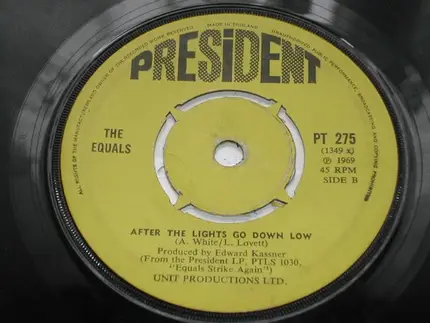 MADE IN ENGLAND
PRESIDENT
THE
EQUALS
PT 275
(1349 x)
℗ 1969
45 RPM
SIDE B
AFTER THE LIGHTS GO DOWN LOW
(A. White/L. Lovett)
Produced by Edward Kassner
(From the President LP, PTLS 1030,
"Equals Strike Again")
UNIT PRODUCTIONS LTD.